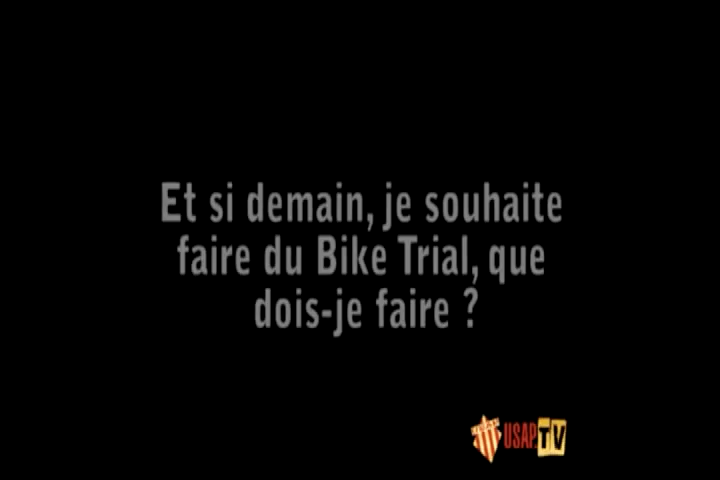 Et si demain, je souhaite
faire du Bike Trial, que
dois-je faire ?
USAP.TV